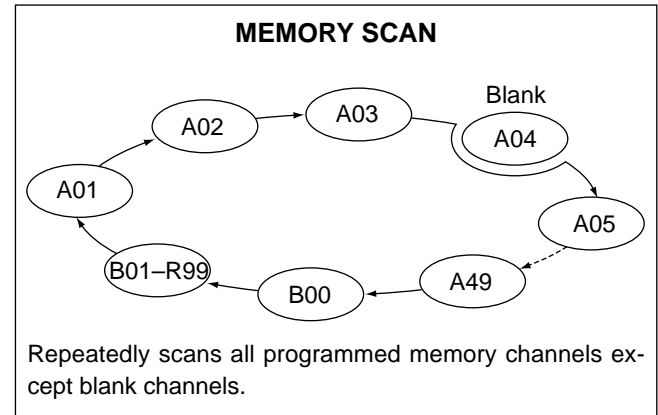 MEMORY SCAN
Blank
A01
A02
A03
A04
A05
A49
B00
B01–R99
Repeatedly scans all programmed memory channels ex-
cept blank channels.